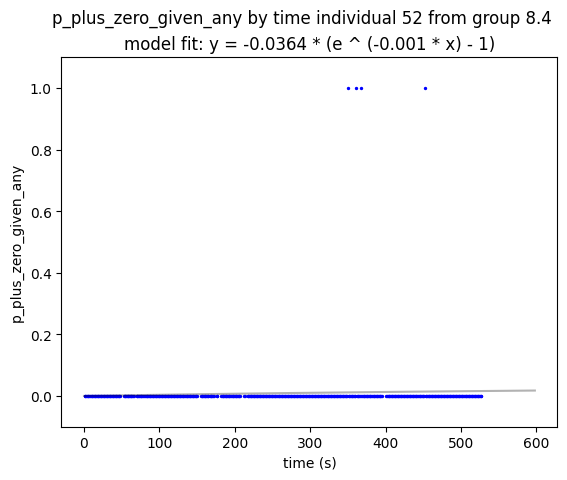 p_plus_zero_given_any by time individual 52 from group 8.4
model fit: y = -0.0364 * (e ^ (-0.001 * x) - 1)
1.0
0.8
0.6
0.4
0.2
0.0
p_plus_zero_given_any
0 100 200 300 400 500 600
time (s)